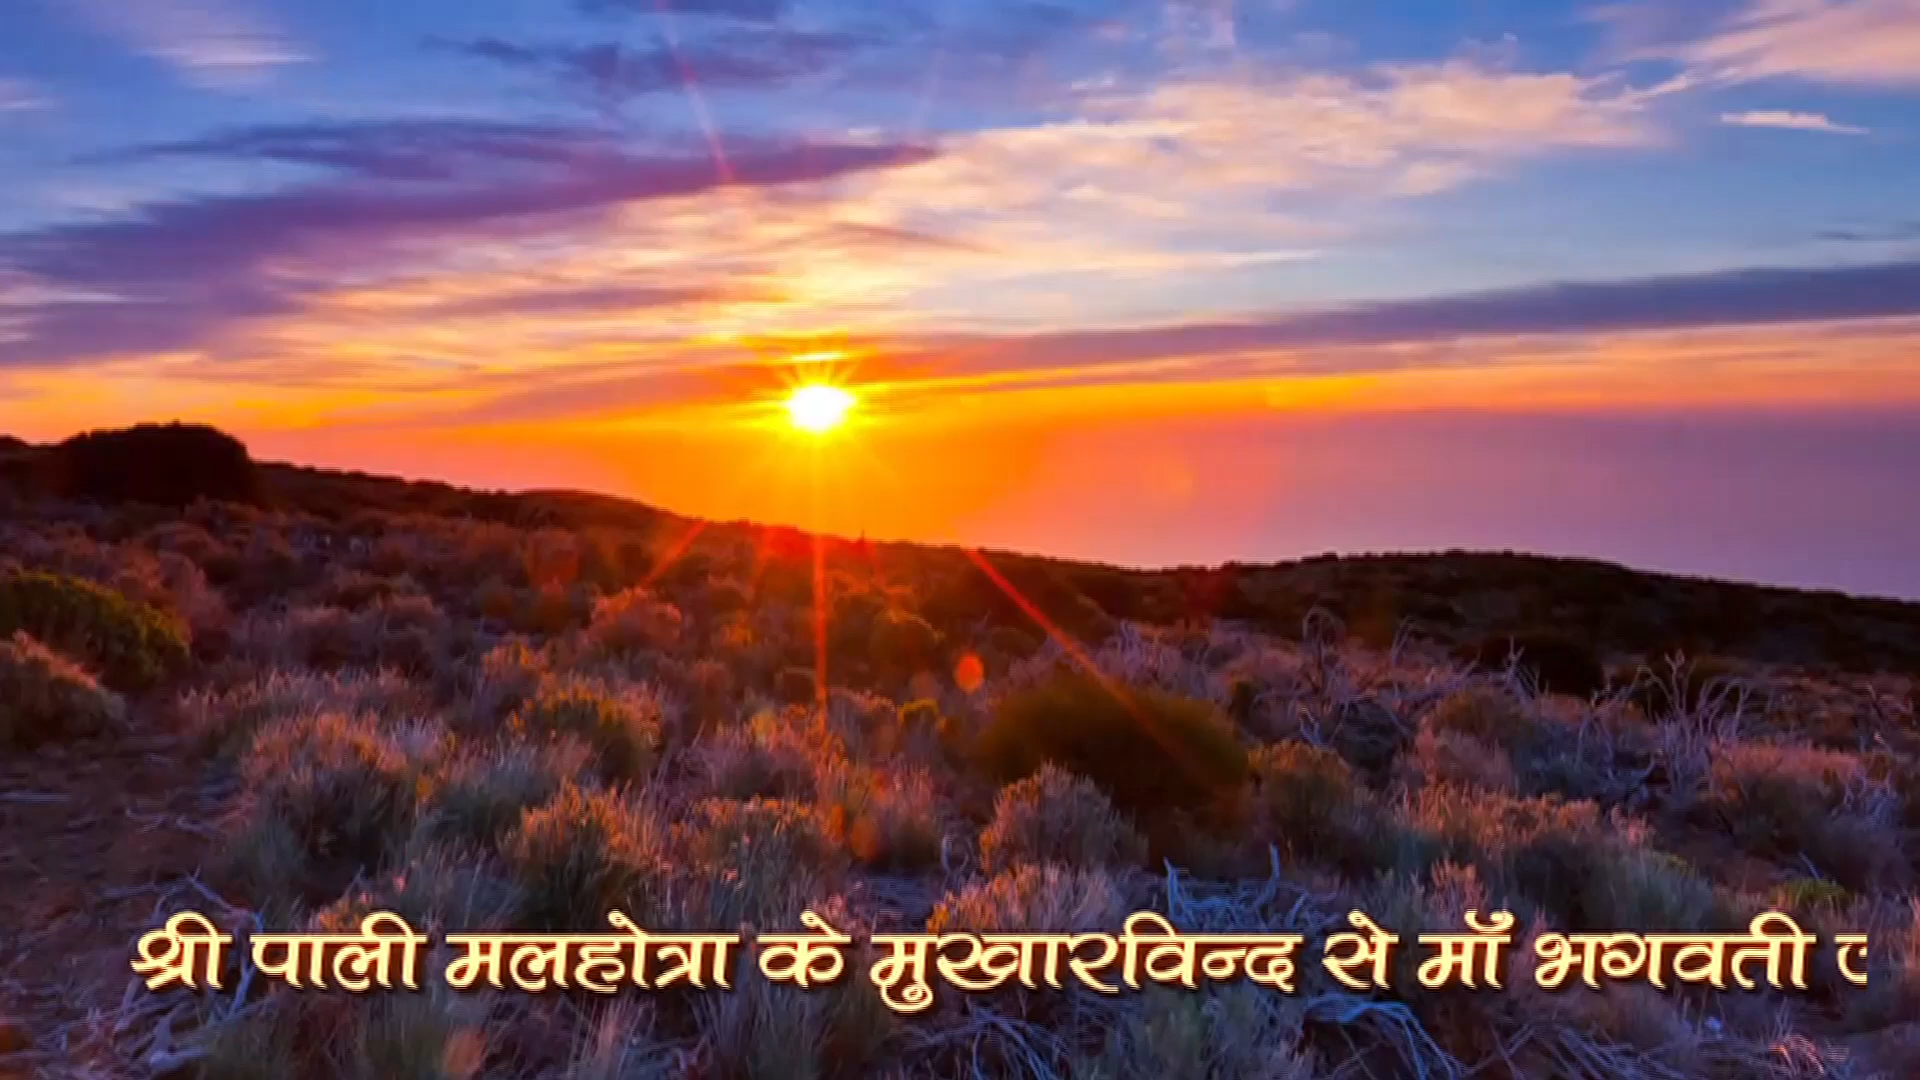 श्री पाली मलहोत्रा के मुखारविन्द से माँ भगवती